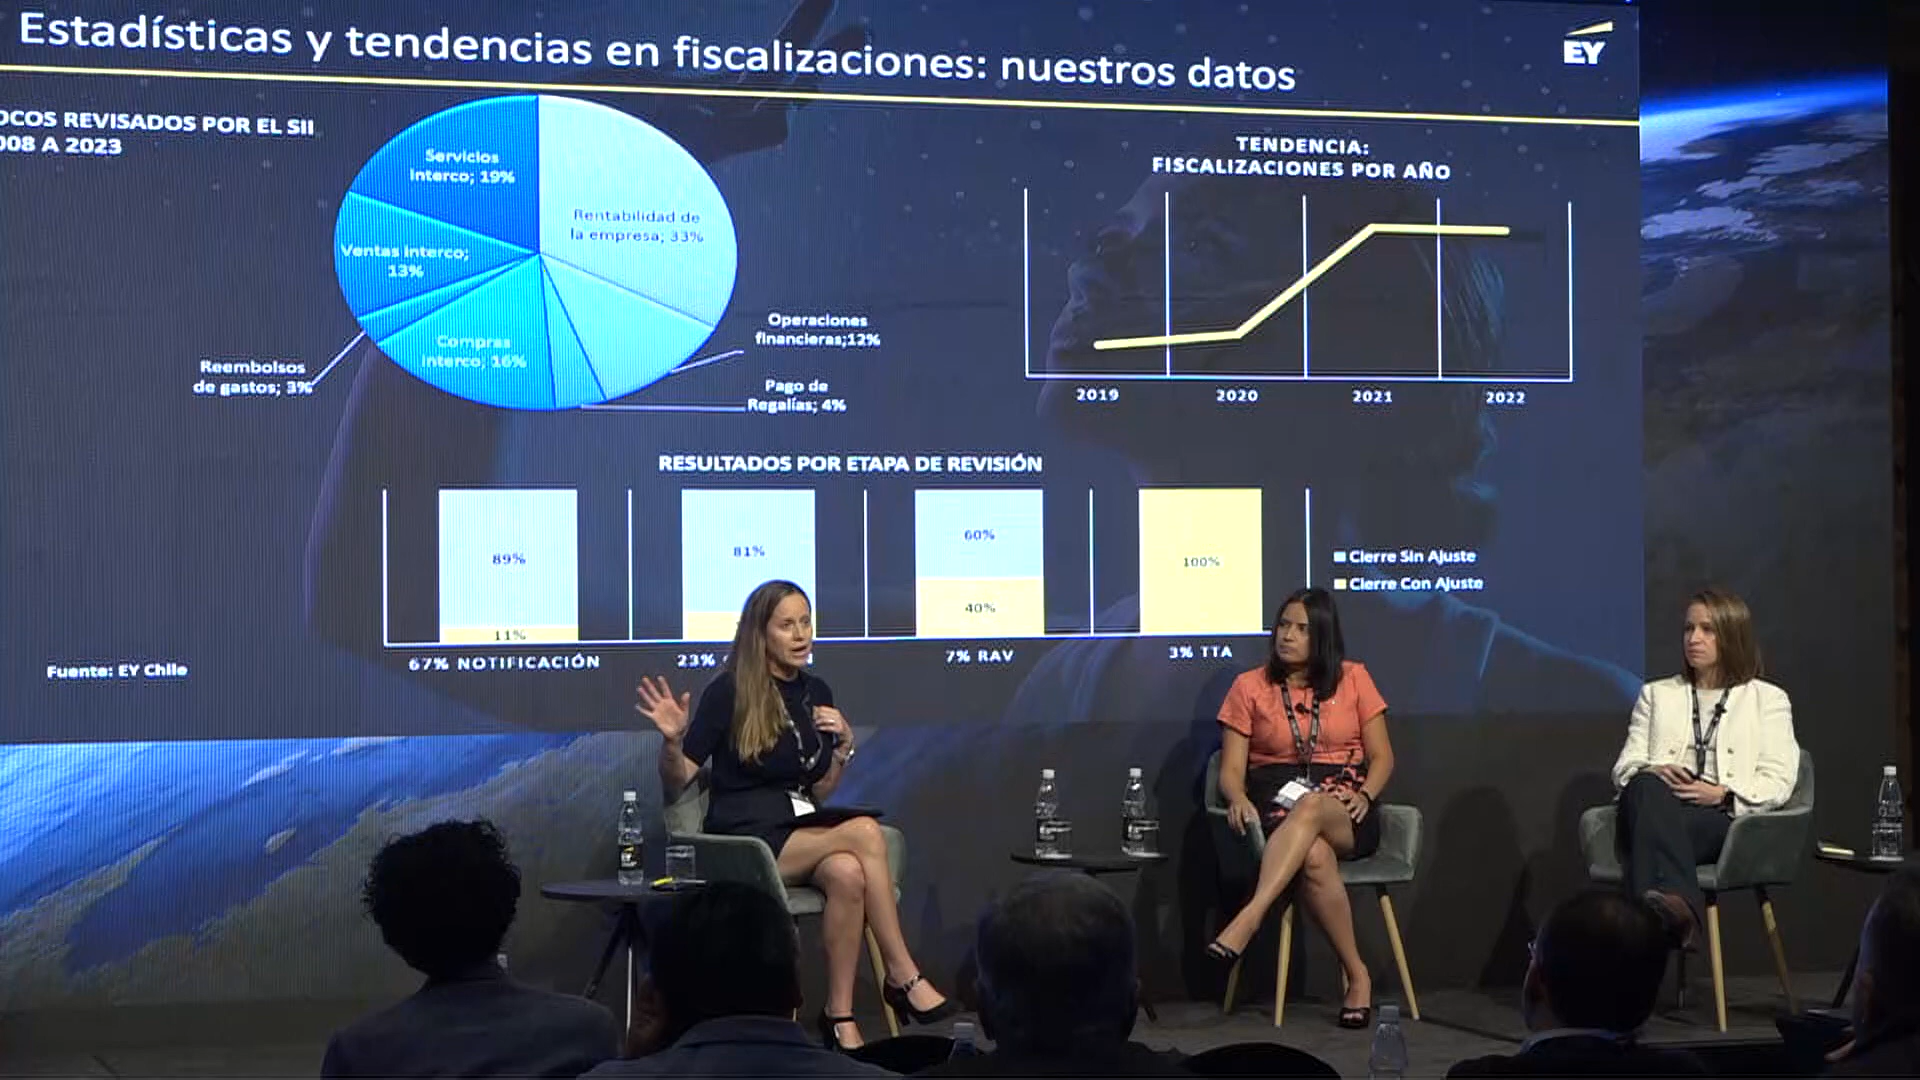 Estadísticas y tendencias en fiscalizaciones: nuestros datos
EY
OCOS REVISADOS POR EL SII
008 A 2023
Servicios
Interco; 19%
Rentabilidad de
la empresa; 33%
Ventas Interco;
13%
Compras
Interco; 16%
Reembolsos
de gastos; 3%
Operaciones
financieras;12%
Pago de
Regalías; 4%
TENDENCIA:
FISCALIZACIONES POR AÑO
2019 2020 2021 2022
RESULTADOS POR ETAPA DE REVISIÓN
89% 81% 60% 100%
11% 40%
Cierre Sin Ajuste
Cierre Con Ajuste
67% NOTIFICACIÓN 23% 7% RAV 3% TTA
Fuente: EY Chile